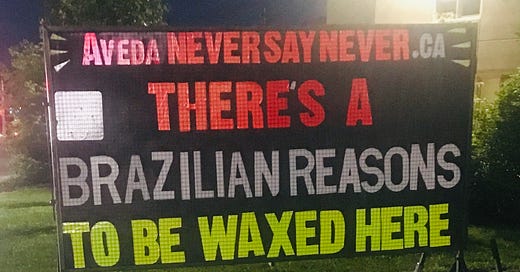 AVEDA NEVERSAYNEVER.CA
THERE'S A
BRAZILIAN REASONS
TO BE WAXED HERE